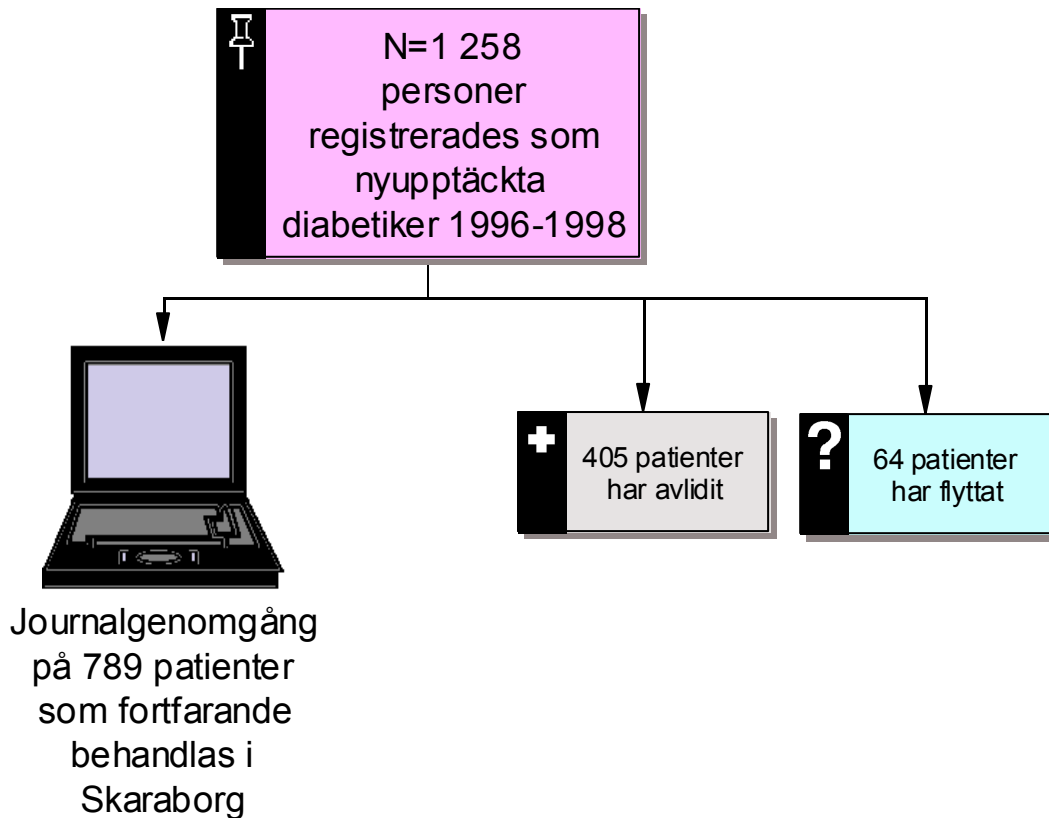 N=1 258
personer
registrerades som
nyupptäckta
diabetiker 1996-1998
405 patienter
har avlidit
?
64 patienter
har flyttat
Journalgenomgång
på 789 patienter
som fortfarande
behandlas i
Skaraborg